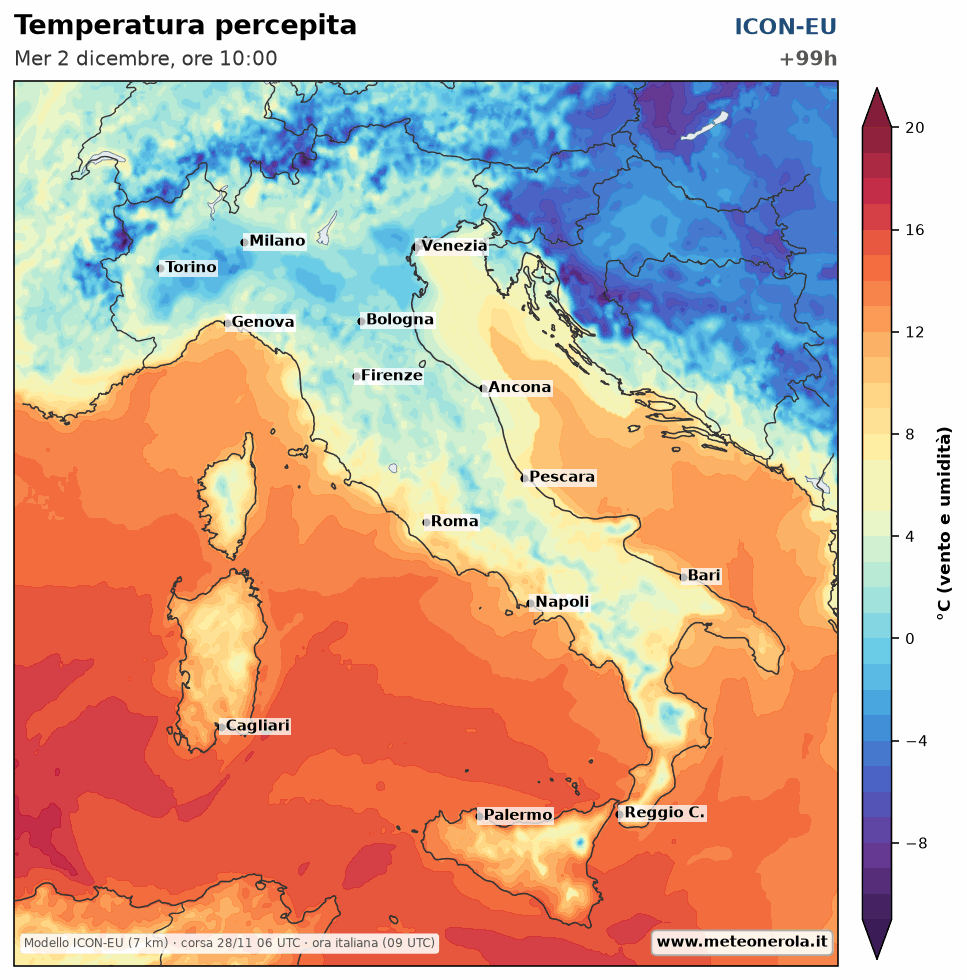 Temperatura percepita
ICON-EU
Mer 2 dicembre, ore 10:00
+99h
20
16
12
8
4
0
−4
−8
°C (vento e umidità)
Milano
Venezia
Torino
Genova
Bologna
Firenze
Ancona
Pescara
Roma
Bari
Napoli
Cagliari
Palermo
Reggio C.
Modello ICON-EU (7 km) · corsa 28/11 06 UTC · ora italiana (09 UTC)
www.meteonerola.it